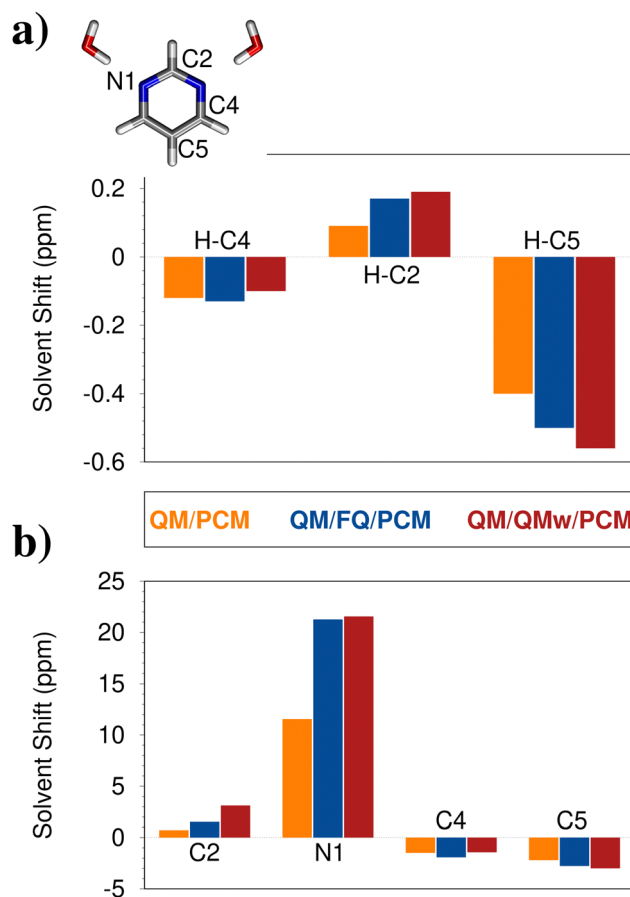 a)
N1
C2
C4
C5
Solvent Shift (ppm)
0.2
0
-0.2
-0.4
-0.6
H-C4
H-C2
H-C5
QM/PCM QM/FQ/PCM QM/QMw/PCM
b)
Solvent Shift (ppm)
25
20
15
10
5
0
-5
C2
N1
C4
C5